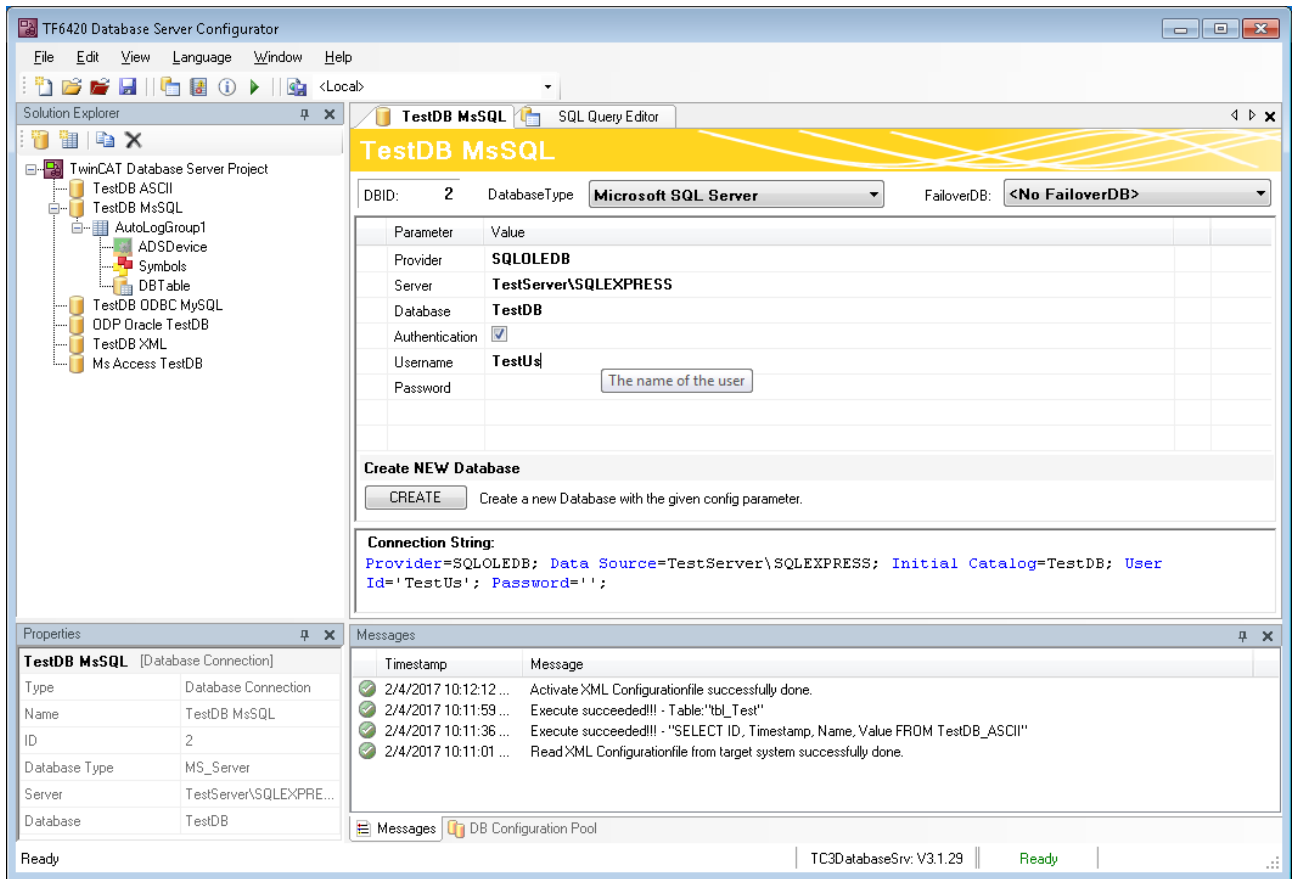 TF6420 Database Server Configurator
File Edit View Language Window Help
<Local>
Solution Explorer
TwinCAT Database Server Project
TestDB ASCII
TestDB MsSQL
AutoLogGroup1
ADSDevice
Symbols
DBTable
TestDB ODBC MySQL
ODP Oracle TestDB
TestDB XML
Ms Access TestDB
TestDB MsSQL SQL Query Editor
TestDB MsSQL
DBID: 2 DatabaseType Microsoft SQL Server FailoverDB: <No FailoverDB>
Parameter Value
Provider SQLOLEDB
Server TestServer\SQLEXPRESS
Database TestDB
Authentication
Username TestUs
The name of the user
Password
Create NEW Database
CREATE Create a new Database with the given config parameter.
Connection String:
Provider=SQLOLEDB; Data Source=TestServer\SQLEXPRESS; Initial Catalog=TestDB; User
Id='TestUs'; Password='';
Properties
TestDB MsSQL [Database Connection]
Type Database Connection
Name TestDB MsSQL
ID 2
Database Type MS_Server
Server TestServer\SQLEXPRE...
Database TestDB
Messages
Timestamp Message
2/4/2017 10:12:12 ... Activate XML Configurationfile successfully done.
2/4/2017 10:11:59 ... Execute succeeded!!! - Table:"tbl_Test"
2/4/2017 10:11:36 ... Execute succeeded!!! - "SELECT ID, Timestamp, Name, Value FROM TestDB_ASCII"
2/4/2017 10:11:01 ... Read XML Configurationfile from target system successfully done.
Messages DB Configuration Pool
Ready TC3DatabaseSrv: V3.1.29 Ready